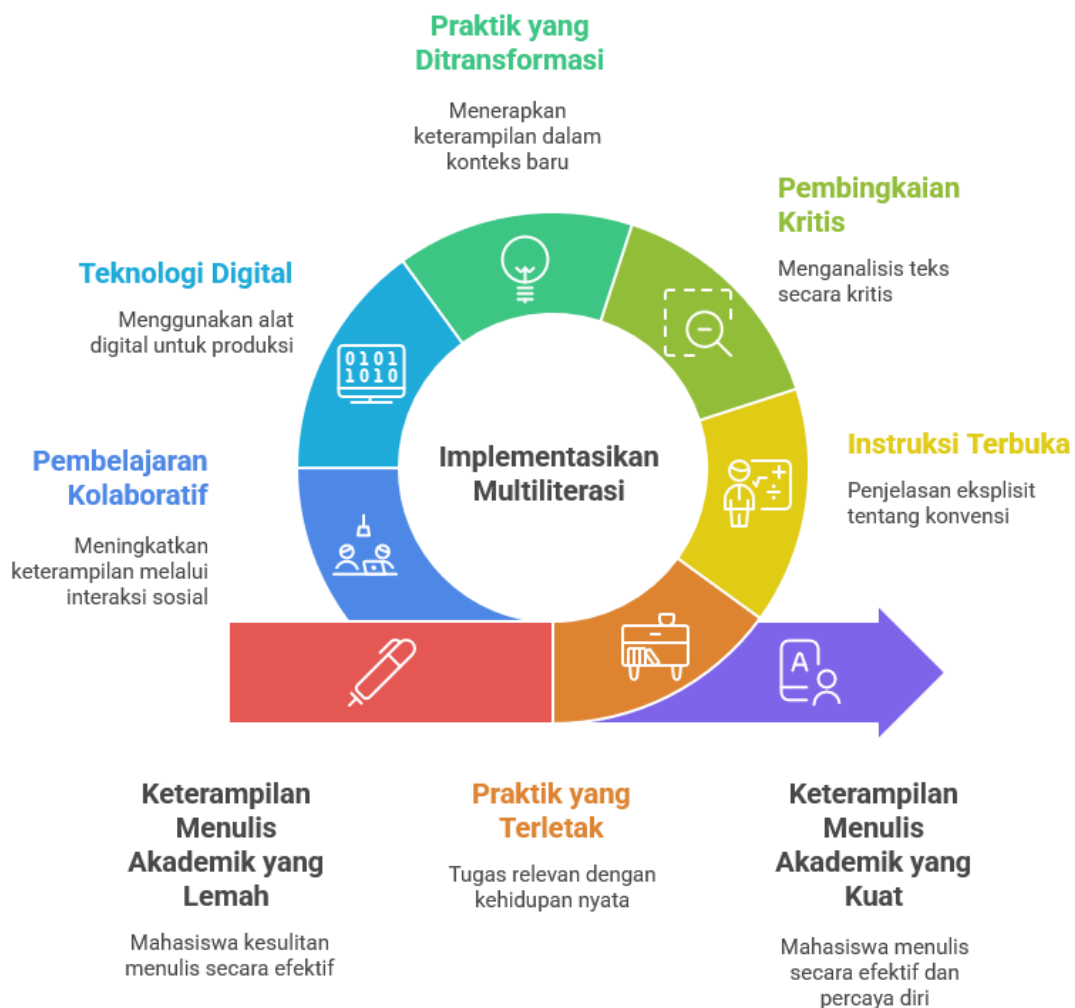 Praktik yang
Ditransformasi
Menerapkan
keterampilan dalam
konteks baru
Pembingkaian
Kritis
Menganalisis teks
secara kritis
Teknologi Digital
Menggunakan alat
digital untuk produksi
0101
1010
Implementasikan
Multiliterasi
Instruksi Terbuka
Penjelasan eksplisit
tentang konvensi
Pembelajaran
Kolaboratif
Meningkatkan
keterampilan melalui
interaksi sosial
A
Keterampilan
Menulis
Akademik yang
Lemah
Mahasiswa kesulitan
menulis secara efektif
Praktik yang
Terletak
Tugas relevan dengan
kehidupan nyata
Keterampilan
Menulis
Akademik yang
Kuat
Mahasiswa menulis
secara efektif dan
percaya diri